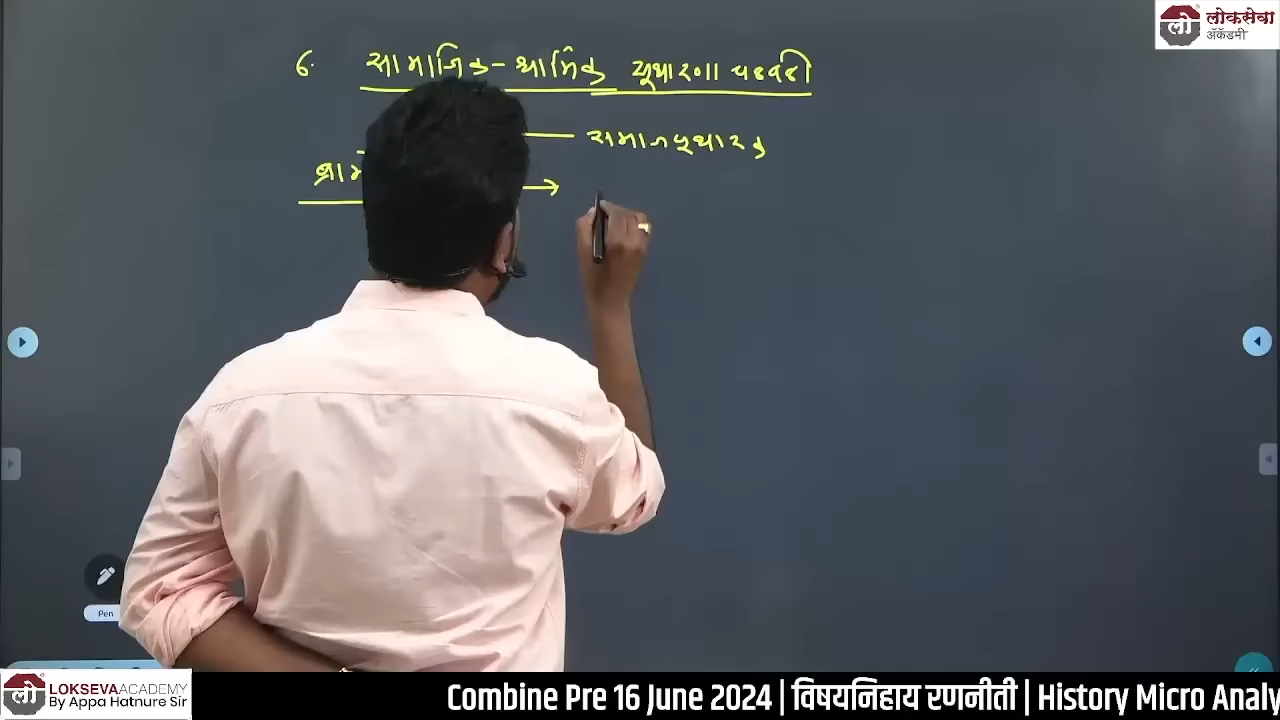 लो लोकसेवा
ॲकॅडमी
6. सामाजिक-धार्मिक सुधारणा चळवळी
समाजसुधारक
Pen
लो LOKSEVA ACADEMY
By Appa Hatnure Sir
Combine Pre 16 June 2024 | विषयनिहाय रणनीती | History Micro Analy